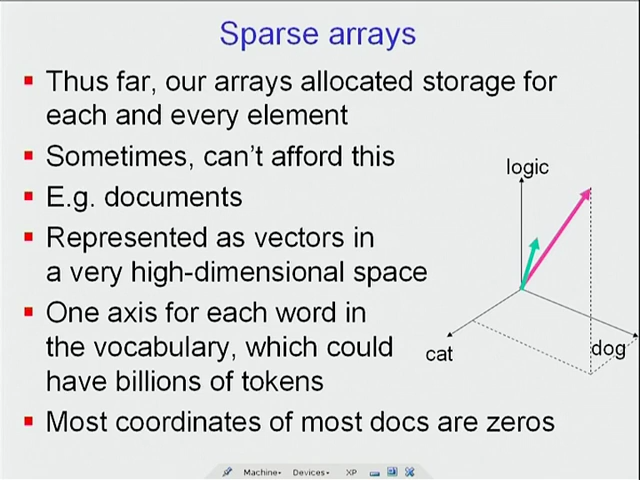 Sparse arrays
Thus far, our arrays allocated storage for
each and every element
Sometimes, can't afford this
E.g. documents
Represented as vectors in
a very high-dimensional space
One axis for each word in
the vocabulary, which could
have billions of tokens
Most coordinates of most docs are zeros
logic
cat
dog
Machine
Devices
XP